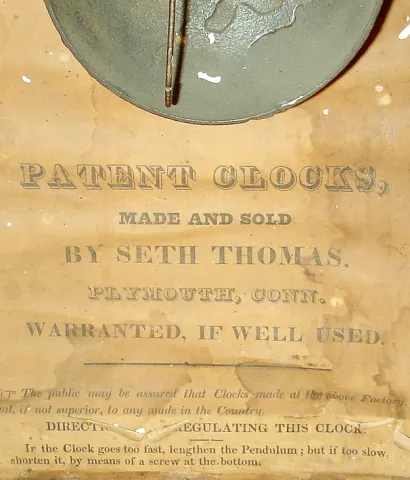 PATENT CLOCKS,
MADE AND SOLD
BY SETH THOMAS,
PLYMOUTH, CONN.
WARRANTED, IF WELL USED.
☞ The public may be assured that Clocks made at the above Factory,
if not superior, to any made in the Country.
REGULATING THIS CLOCK.
If the Clock goes too fast, lengthen the Pendulum; but if too slow,
shorten it, by means of a screw at the bottom.